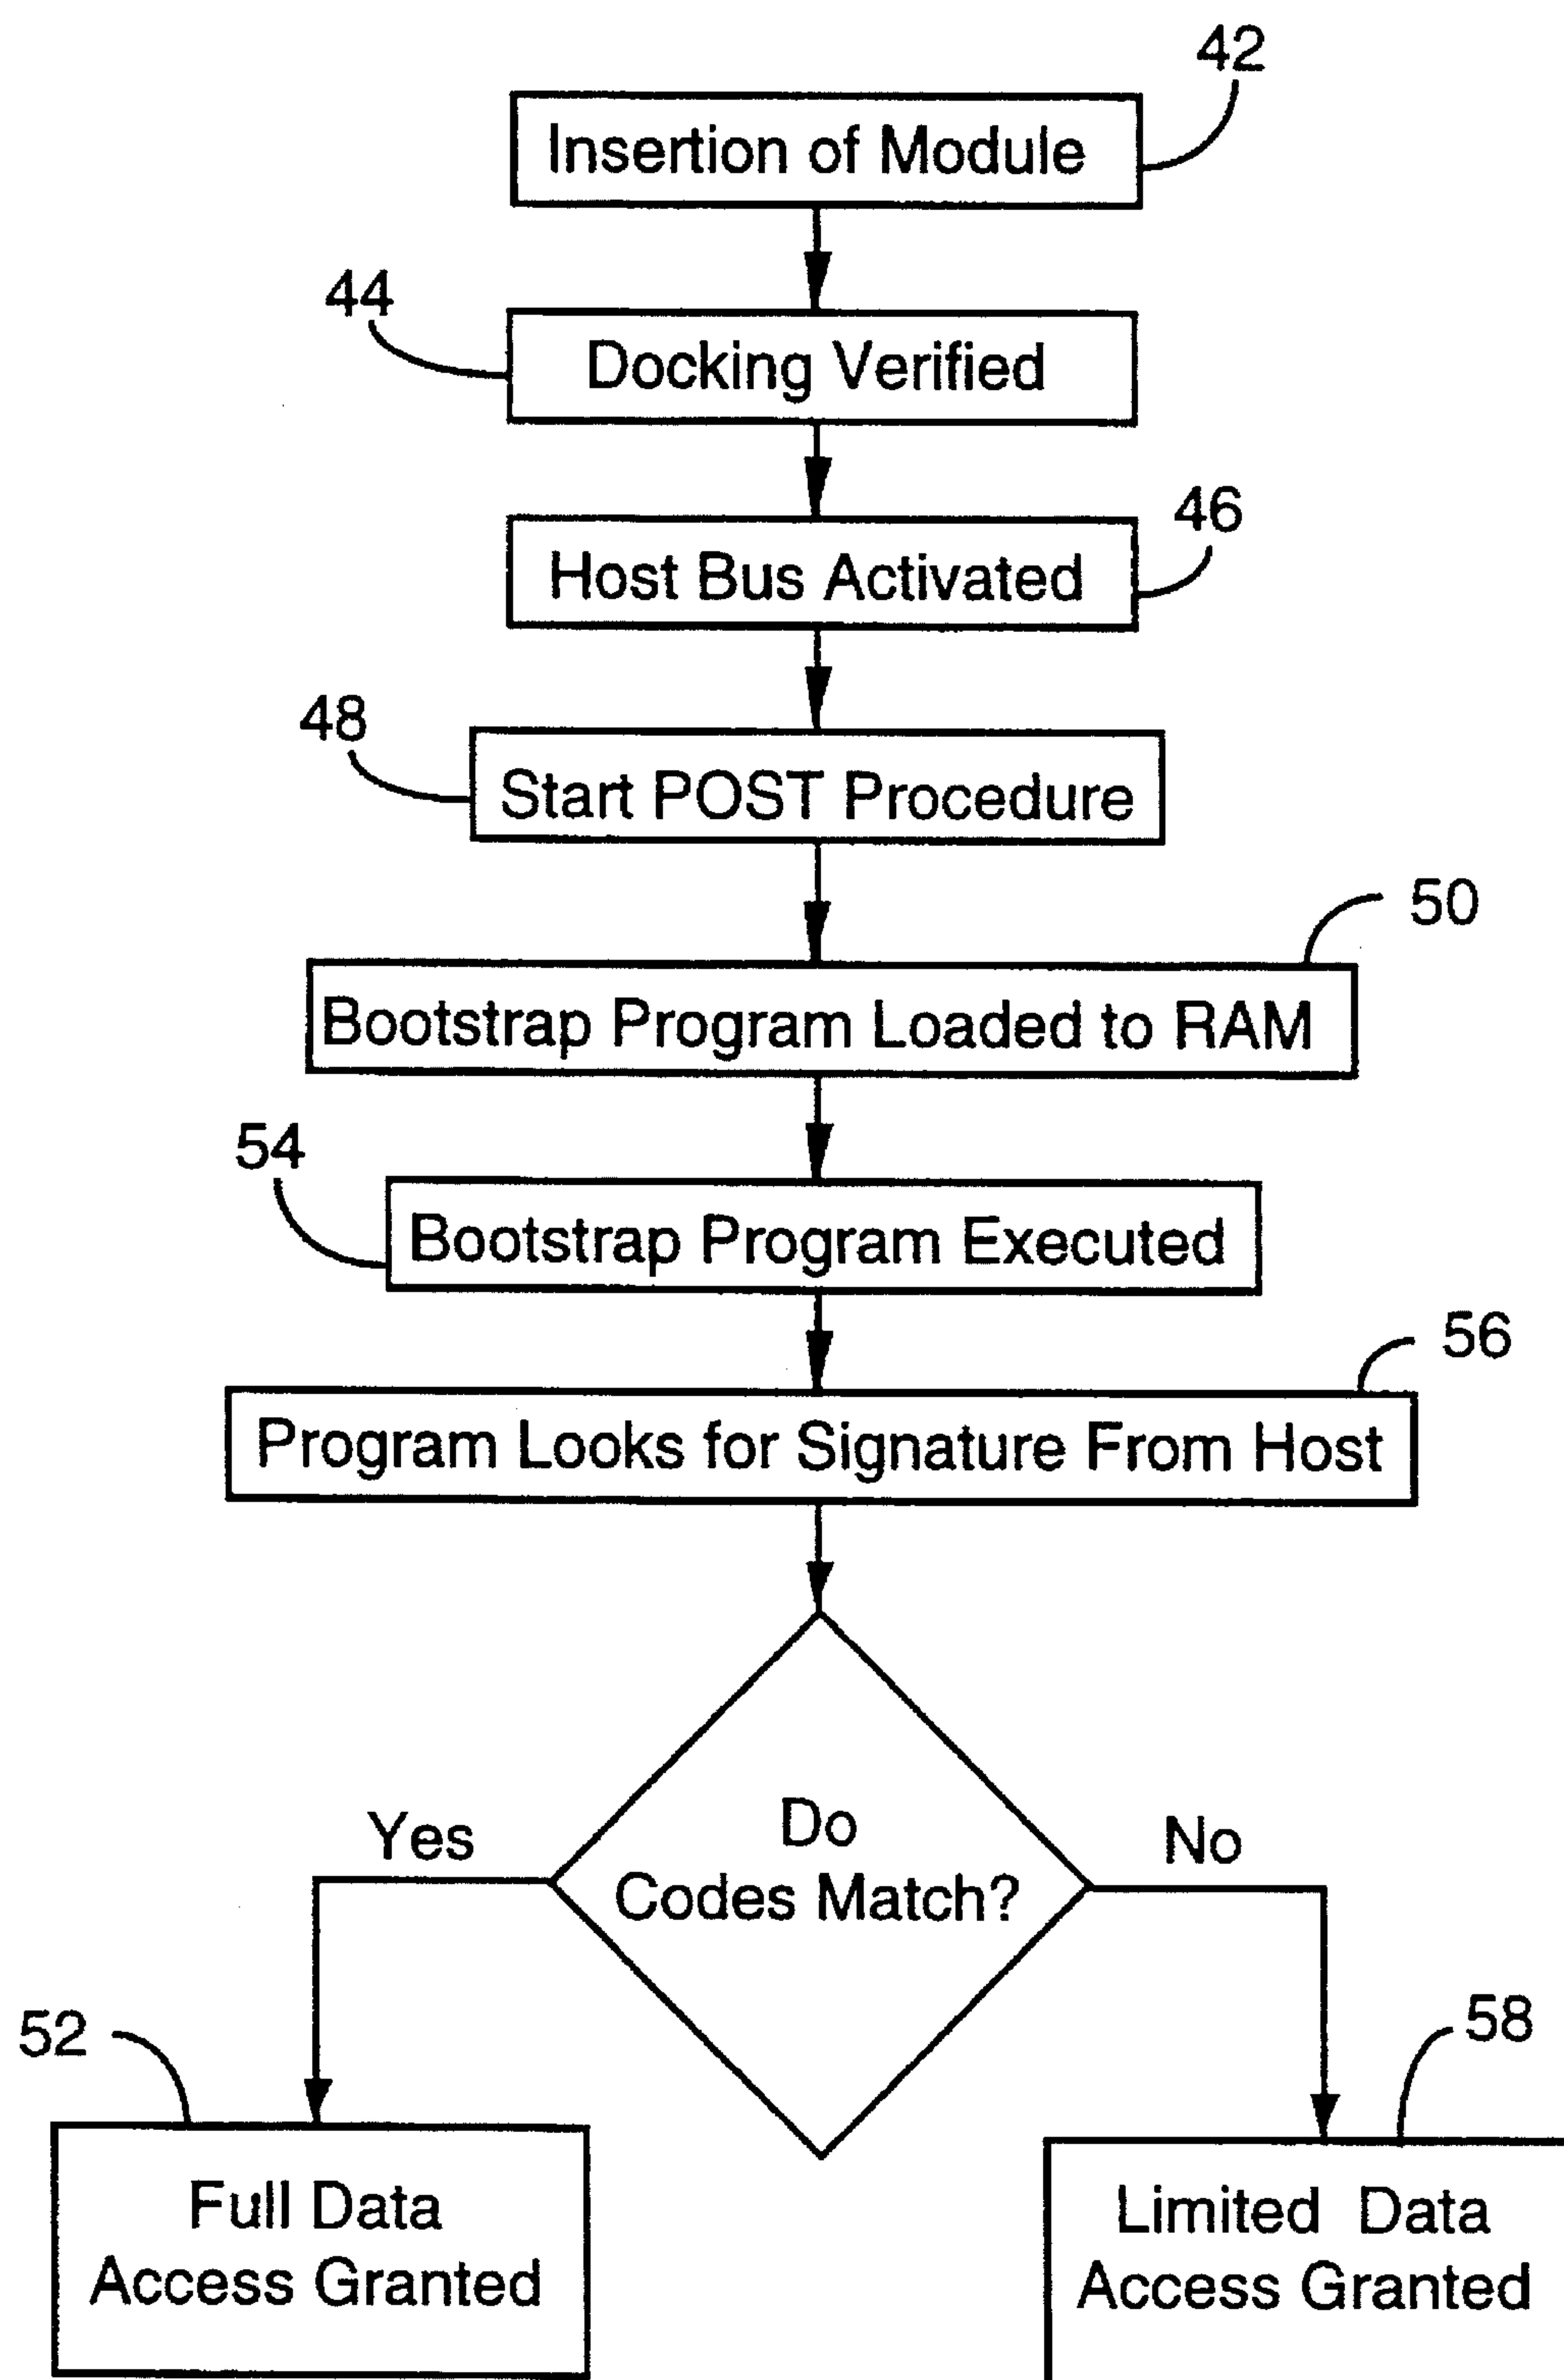 42
Insertion of Module
44
Docking Verified
46
Host Bus Activated
48
Start POST Procedure
50
Bootstrap Program Loaded to RAM
54
Bootstrap Program Executed
56
Program Looks for Signature From Host
Do
Codes Match?
Yes
No
52
58
Full Data
Access Granted
Limited Data
Access Granted